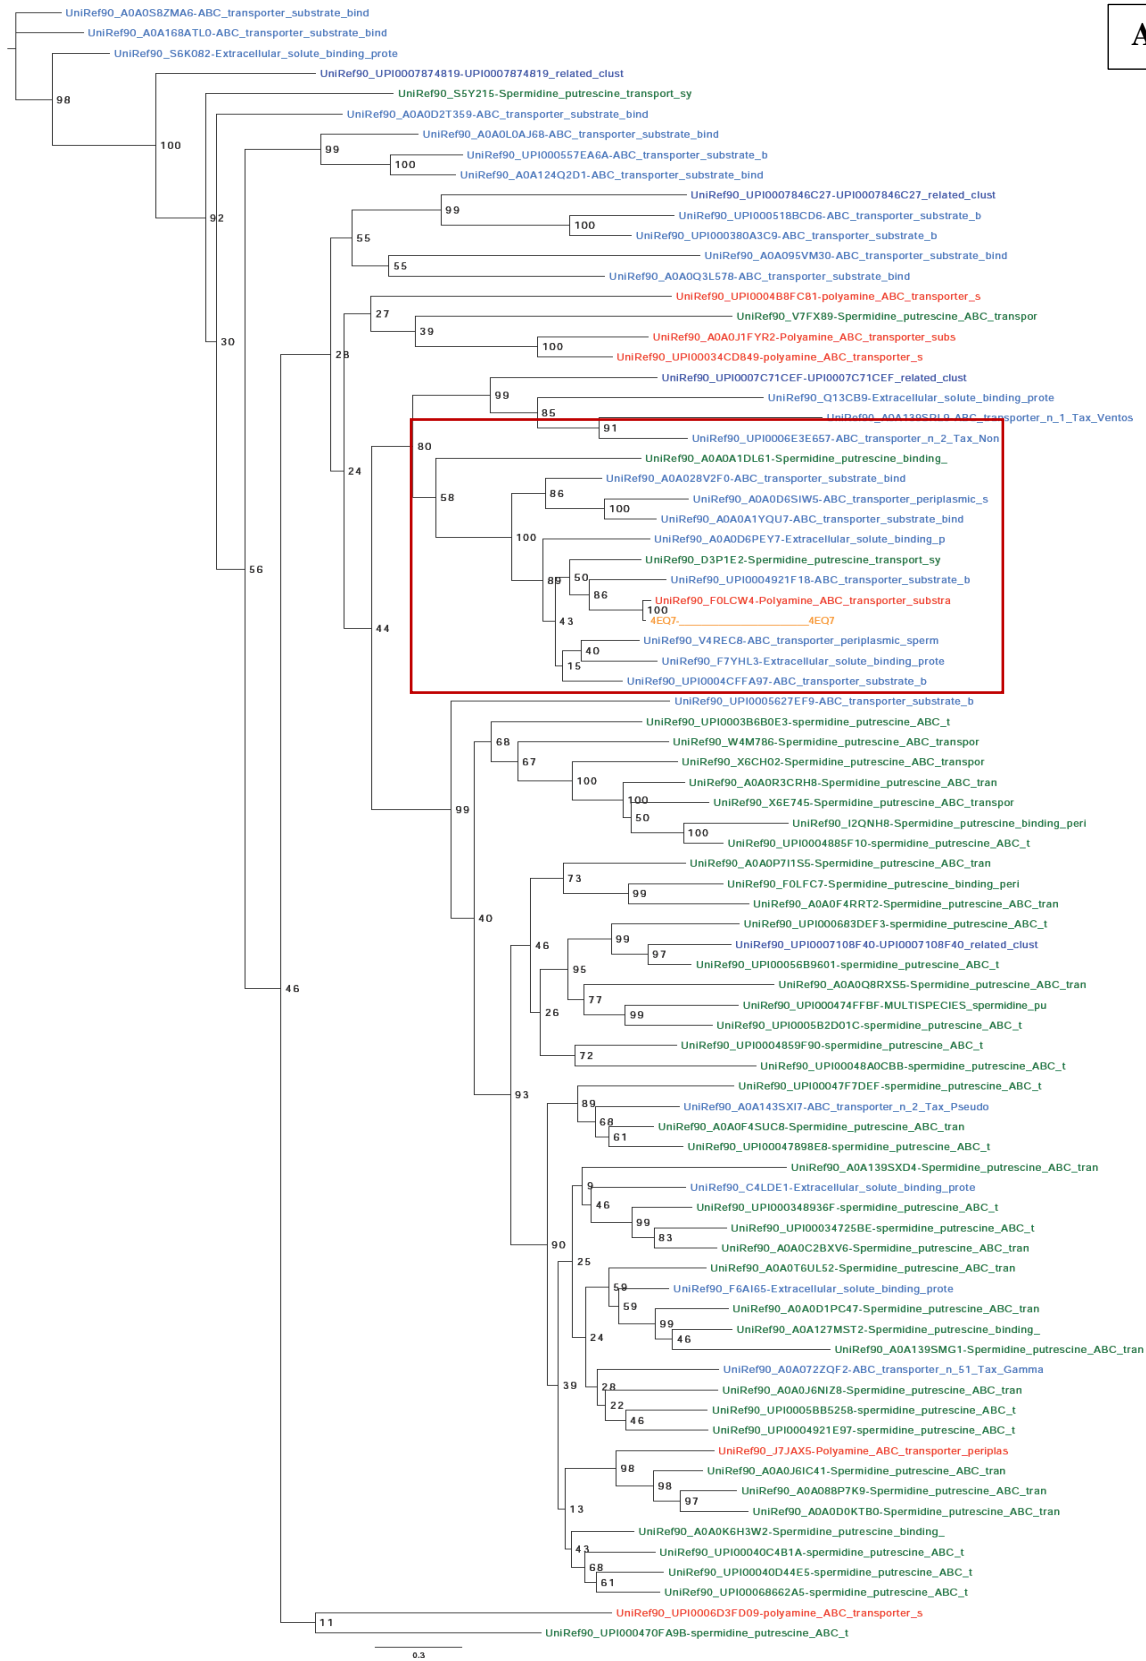 UniRef90_A0A0S8ZMA6-ABC_transporter_substrate_bind
A
UniRef90_A0A168ATL0-ABC_transporter_substrate_bind
UniRef90_S6K082-Extracellular_solute_binding_prote
UniRef90_UPI0007874819-UPI0007874819_related_clust
UniRef90_S5Y215-Spermidine_putrescine_transport_sy
98
UniRef90_A0A0D2T359-ABC_transporter_substrate_bind
UniRef90_A0A0L0AJ68-ABC_transporter_substrate_bind
100
99
UniRef90_UPI000557EA6A-ABC_transporter_substrate_b
100
UniRef90_A0A124Q2D1-ABC_transporter_substrate_bind
UniRef90_UPI0007846C27-UPI0007846C27_related_clust
99
UniRef90_UPI000518BCD6-ABC_transporter_substrate_b
92
100
UniRef90_UPI000380A3C9-ABC_transporter_substrate_b
55
UniRef90_A0A095VM30-ABC_transporter_substrate_bind
55
UniRef90_A0A0Q3L578-ABC_transporter_substrate_bind
UniRef90_UPI0004B8FC81-polyamine_ABC_transporter_s
27
UniRef90_V7FX89-Spermidine_putrescine_ABC_transpor
39
UniRef90_A0A0J1FYR2-Polyamine_ABC_transporter_subs
30
100
28
UniRef90_UPI00034CD849-polyamine_ABC_transporter_s
UniRef90_UPI0007C71CEF-UPI0007C71CEF_related_clust
99
UniRef90_Q13CB9-Extracellular_solute_binding_prote
85
UniRef90_A0A139SRL9-ABC_transporter_n_1_Tax_Ventos
91
UniRef90_UPI0006E3E657-ABC_transporter_n_2_Tax_Non
80
UniRef90_A0A0A1DL61-Spermidine_putrescine_binding_
24
UniRef90_A0A028V2F0-ABC_transporter_substrate_bind
86
58
UniRef90_A0A0D6SIW5-ABC_transporter_periplasmic_s
100
UniRef90_A0A0A1YQU7-ABC_transporter_substrate_bind
100
UniRef90_A0A0D6PEY7-Extracellular_solute_binding_p
UniRef90_D3P1E2-Spermidine_putrescine_transport_sy
56
89
50
UniRef90_UPI0004921F18-ABC_transporter_substrate_b
86
UniRef90_F0LCW4-Polyamine_ABC_transporter_substra
100
43
4EQ7-______________________4EQ7
44
UniRef90_V4REC8-ABC_transporter_periplasmic_sperm
40
UniRef90_F7YHL3-Extracellular_solute_binding_prote
15
UniRef90_UPI0004CFFA97-ABC_transporter_substrate_b
UniRef90_UPI0005627EF9-ABC_transporter_substrate_b
UniRef90_UPI0003B6B0E3-spermidine_putrescine_ABC_t
68
UniRef90_W4M786-Spermidine_putrescine_ABC_transpor
67
UniRef90_X6CH02-Spermidine_putrescine_ABC_transpor
100
UniRef90_A0A0R3CRH8-Spermidine_putrescine_ABC_tran
100
UniRef90_X6E745-Spermidine_putrescine_ABC_transpor
99
50
UniRef90_I2QNH8-Spermidine_putrescine_binding_peri
100
UniRef90_UPI0004885F10-spermidine_putrescine_ABC_t
UniRef90_A0A0P7I1S5-Spermidine_putrescine_ABC_tran
73
UniRef90_F0LFC7-Spermidine_putrescine_binding_peri
99
UniRef90_A0A0F4RRT2-Spermidine_putrescine_ABC_tran
40
UniRef90_UPI000683DEF3-spermidine_putrescine_ABC_t
99
46
UniRef90_UPI0007108F40-UPI0007108F40_related_clust
97
UniRef90_UPI00056B9601-spermidine_putrescine_ABC_t
95
UniRef90_A0A0Q8RXS5-Spermidine_putrescine_ABC_tran
46
77
UniRef90_UPI000474FFBF-MULTISPECIES_spermidine_pu
26
99
UniRef90_UPI0005B2D01C-spermidine_putrescine_ABC_t
UniRef90_UPI0004859F90-spermidine_putrescine_ABC_t
72
UniRef90_UPI00048A0CBB-spermidine_putrescine_ABC_t
UniRef90_UPI00047F7DEF-spermidine_putrescine_ABC_t
93
89
UniRef90_A0A143SXI7-ABC_transporter_n_2_Tax_Pseudo
68
UniRef90_A0A0F4SUC8-Spermidine_putrescine_ABC_tran
61
UniRef90_UPI00047898E8-spermidine_putrescine_ABC_t
UniRef90_A0A139SXD4-Spermidine_putrescine_ABC_tran
9
UniRef90_C4LDE1-Extracellular_solute_binding_prote
46
UniRef90_UPI000348936F-spermidine_putrescine_ABC_t
99
UniRef90_UPI00034725BE-spermidine_putrescine_ABC_t
83
90
UniRef90_A0A0C2BXV6-Spermidine_putrescine_ABC_tran
25
UniRef90_A0A0T6UL52-Spermidine_putrescine_ABC_tran
59
UniRef90_F6AI65-Extracellular_solute_binding_prote
59
UniRef90_A0A0D1PC47-Spermidine_putrescine_ABC_tran
99
UniRef90_A0A127MST2-Spermidine_putrescine_binding_
24
46
UniRef90_A0A139SMG1-Spermidine_putrescine_ABC_tran
UniRef90_A0A072ZQF2-ABC_transporter_n_51_Tax_Gamma
39
28
UniRef90_A0A0J6NIZ8-Spermidine_putrescine_ABC_tran
22
UniRef90_UPI0005BB5258-spermidine_putrescine_ABC_t
46
UniRef90_UPI0004921E97-spermidine_putrescine_ABC_t
UniRef90_J7JAX5-Polyamine_ABC_transporter_periplas
98
UniRef90_A0A0J6IC41-Spermidine_putrescine_ABC_tran
98
UniRef90_A0A088P7K9-Spermidine_putrescine_ABC_tran
97
13
UniRef90_A0A0D0KTB0-Spermidine_putrescine_ABC_tran
UniRef90_A0A0K6H3W2-Spermidine_putrescine_binding_
43
UniRef90_UPI00040C4B1A-spermidine_putrescine_ABC_t
68
UniRef90_UPI00040D44E5-spermidine_putrescine_ABC_t
61
UniRef90_UPI00068662A5-spermidine_putrescine_ABC_t
UniRef90_UPI0006D3FD09-polyamine_ABC_transporter_s
11
UniRef90_UPI000470FA9B-spermidine_putrescine_ABC_t
0.3